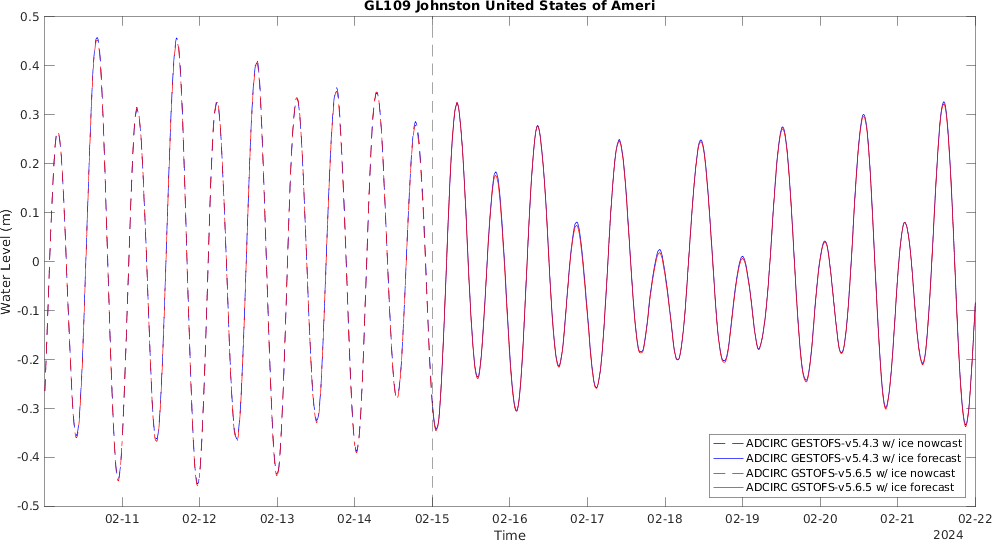 GL109 Johnston United States of Ameri
0.5
0.4
0.3
0.2
0.1
0
-0.1
-0.2
-0.3
-0.4
-0.5
Water Level (m)
ADCIRC GESTOFS-v5.4.3 w/ ice nowcast
ADCIRC GESTOFS-v5.4.3 w/ ice forecast
ADCIRC GSTOFS-v5.6.5 w/ ice nowcast
ADCIRC GSTOFS-v5.6.5 w/ ice forecast
02-11 02-12 02-13 02-14 02-15 02-16 02-17 02-18 02-19 02-20 02-21 02-22
Time
2024